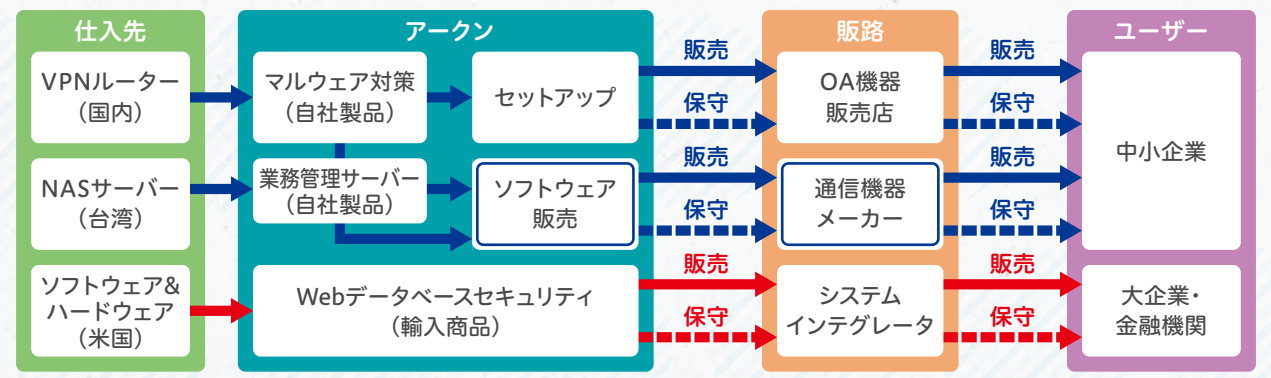 仕入先
アークン
販路
ユーザー
VPNルーター
（国内）
マルウェア対策
（自社製品）
セットアップ
販売
保守
OA機器
販売店
販売
保守
中小企業
NASサーバー
（台湾）
業務管理サーバー
（自社製品）
ソフトウェア
販売
販売
保守
通信機器
メーカー
販売
保守
ソフトウェア&
ハードウェア
（米国）
Webデータベースセキュリティ
（輸入商品）
販売
保守
システム
インテグレータ
販売
保守
大企業・
金融機関